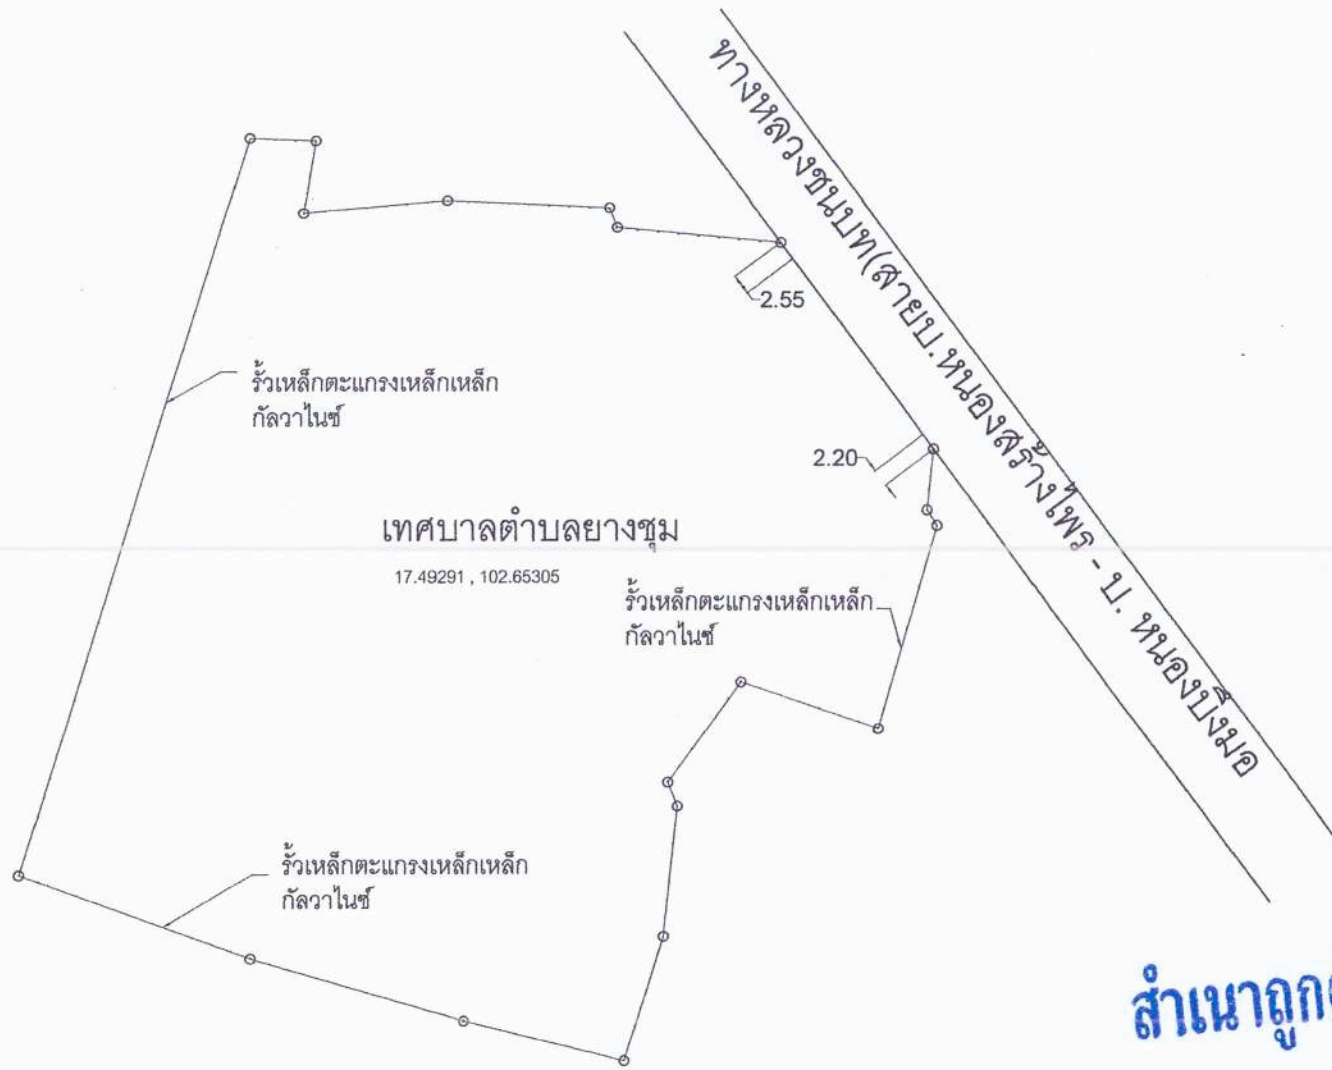 ทางหลวงชนบท(สายบ.หนองสร้างไพร - บ. หนองบึงมอ
2.55
รั้วเหล็กตะแกรงเหล็กเหล็ก
กัลวาไนซ์
2.20
เทศบาลตำบลยางชุม
17.49291 , 102.65305
รั้วเหล็กตะแกรงเหล็กเหล็ก
กัลวาไนซ์
รั้วเหล็กตะแกรงเหล็กเหล็ก
กัลวาไนซ์
สำเนาถูก